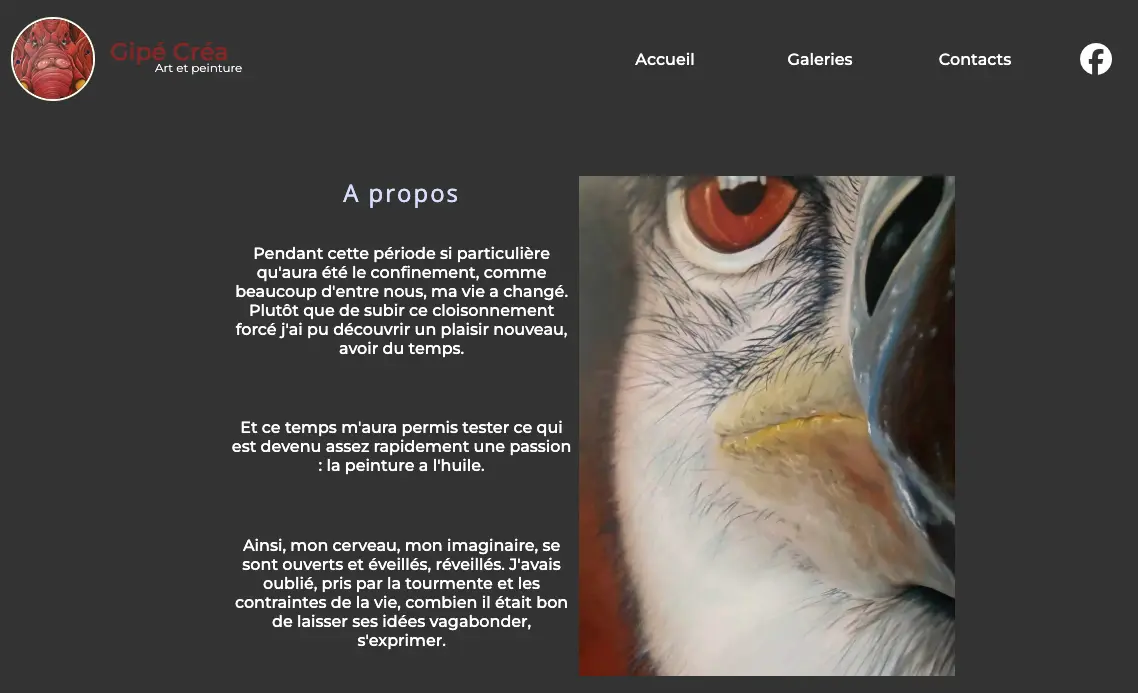 Gipé Créa
Art et peinture
Accueil
Galeries
Contacts
A propos
Pendant cette période si particulière
qu'aura été le confinement, comme
beaucoup d'entre nous, ma vie a changé.
Plutôt que de subir ce cloisonnement
forcé j'ai pu découvrir un plaisir nouveau,
avoir du temps.
Et ce temps m'aura permis tester ce qui
est devenu assez rapidement une passion
: la peinture a l'huile.
Ainsi, mon cerveau, mon imaginaire, se
sont ouverts et éveillés, réveillés. J'avais
oublié, pris par la tourmente et les
contraintes de la vie, combien il était bon
de laisser ses idées vagabonder,
s'exprimer.